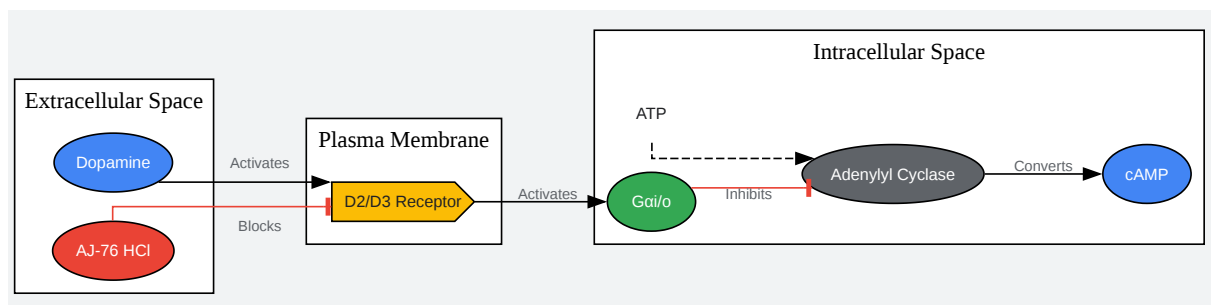 Extracellular Space
Dopamine
AJ-76 HCl
Activates
Blocks
Plasma Membrane
D2/D3 Receptor
Activates
Intracellular Space
ATP
Gαi/o
Inhibits
Adenylyl Cyclase
Converts
cAMP